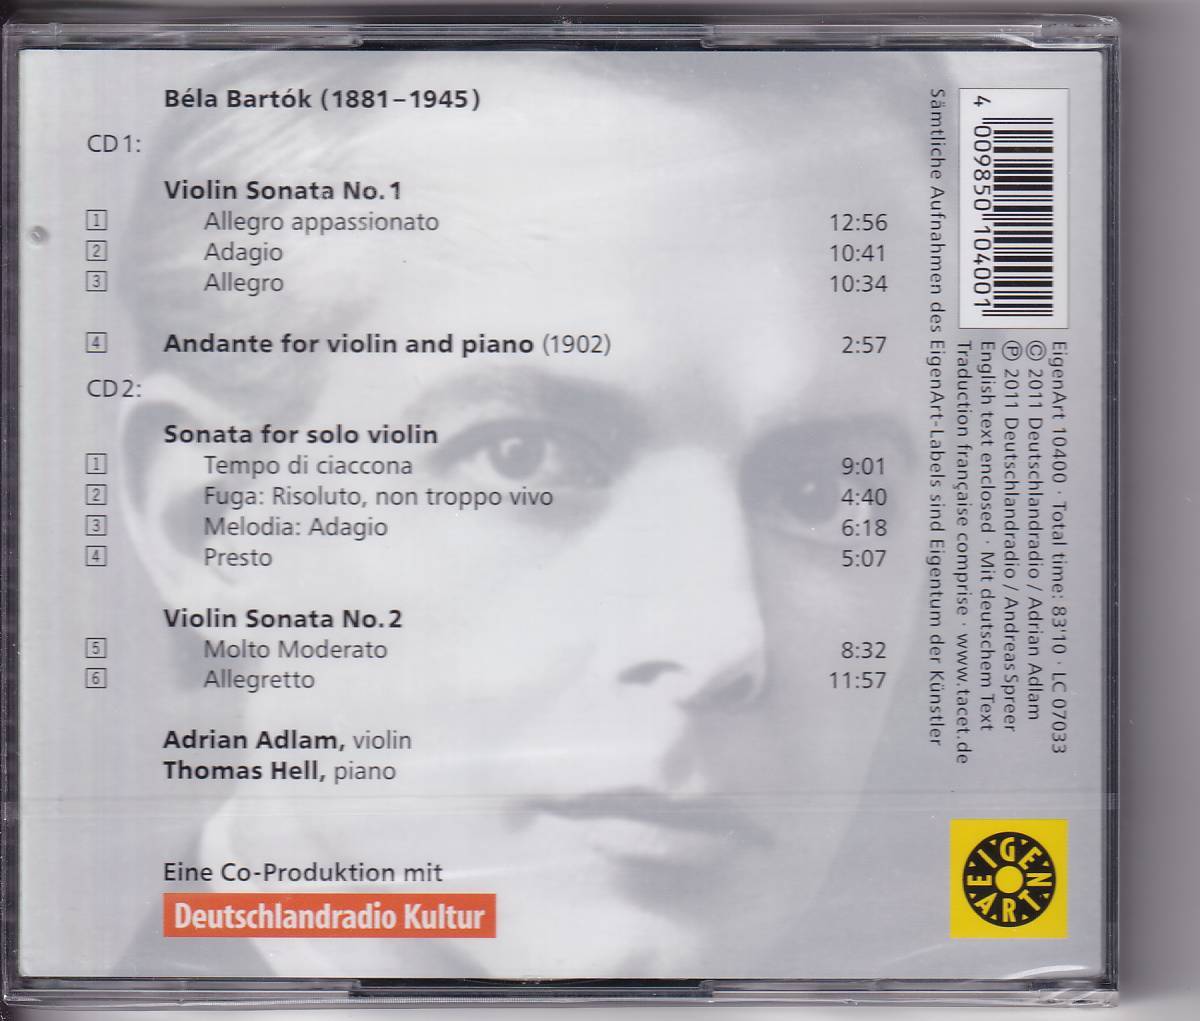 Béla Bartók (1881–1945)
CD 1:
Violin Sonata No. 1
1 Allegro appassionato 12:56
2 Adagio 10:41
3 Allegro 10:34
4 Andante for violin and piano (1902) 2:57
CD 2:
Sonata for solo violin
1 Tempo di ciaccona 9:01
2 Fuga: Risoluto, non troppo vivo 4:40
3 Melodia: Adagio 6:18
4 Presto 5:07
Violin Sonata No. 2
5 Molto Moderato 8:32
6 Allegretto 11:57
Adrian Adlam, violin
Thomas Hell, piano
Eine Co-Produktion mit
Deutschlandradio Kultur
4 009850 104001
EigenArt 10400 · Total time: 83'10 · LC 07033
© 2011 Deutschlandradio / Adrian Adlam
℗ 2011 Deutschlandradio / Andreas Spreer
English text enclosed · Mit deutschem Text
Traduction française comprise · www.tacet.de
Sämtliche Aufnahmen des EigenArt-Labels sind Eigentum der Künstler
EIGENART